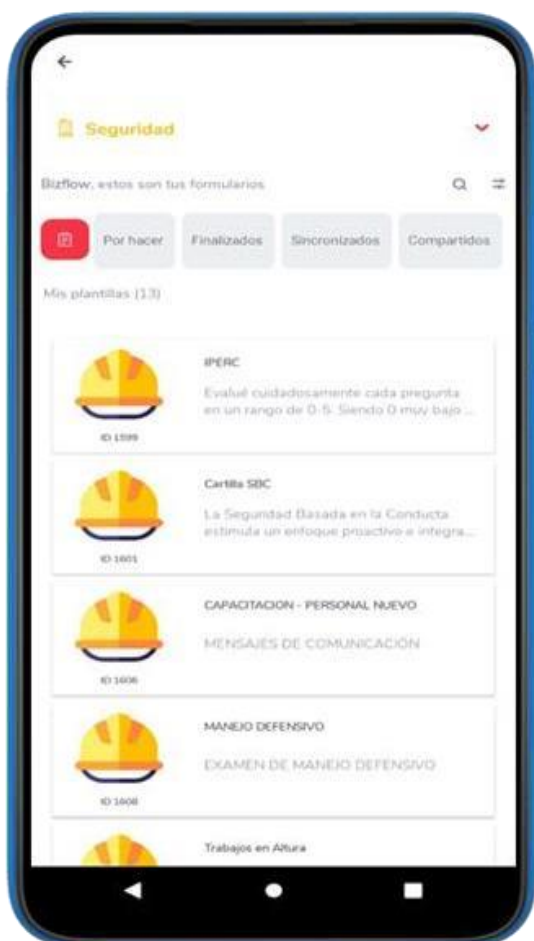 Seguridad
Bizflow, estos son tus formularios
Por hacer
Finalizados
Sincronizados
Compartidos
Mis plantillas (13)
IPERC
Evalué cuidadosamente cada pregunta
en un rango de 0-5. Siendo 0 muy bajo ...
ID 1599
Cartilla SBC
La Seguridad Basada en la Conducta
estimula un enfoque proactivo e integra...
ID 1601
CAPACITACION - PERSONAL NUEVO
MENSAJES DE COMUNICACIÓN
ID 1606
MANEJO DEFENSIVO
EXAMEN DE MANEJO DEFENSIVO
ID 1608
Trabajos en Altura